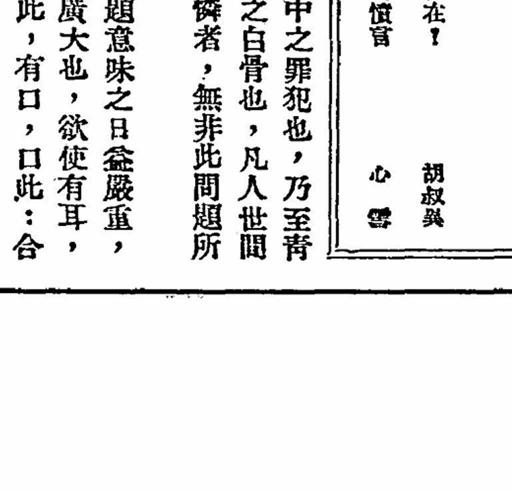 在？
胡叔異
憤言
心雪
中之罪犯也，乃至靑
之白骨也，凡人世間
憐者，無非此問題所
題意味之日益嚴重，
廣大也，欲使有耳，
此，有口，口此：合